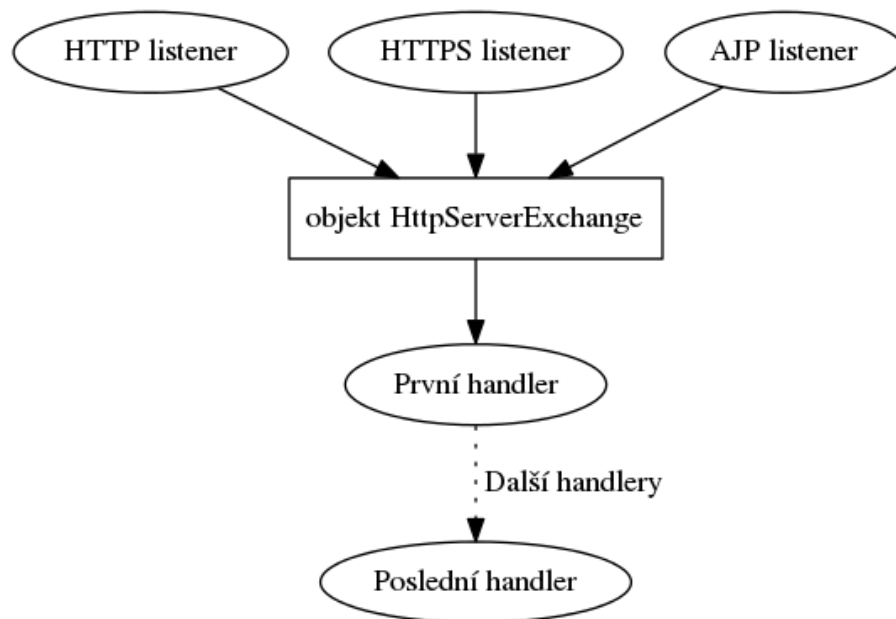 HTTP listener
HTTPS listener
AJP listener
objekt HttpServerExchange
První handler
Další handlery
Poslední handler